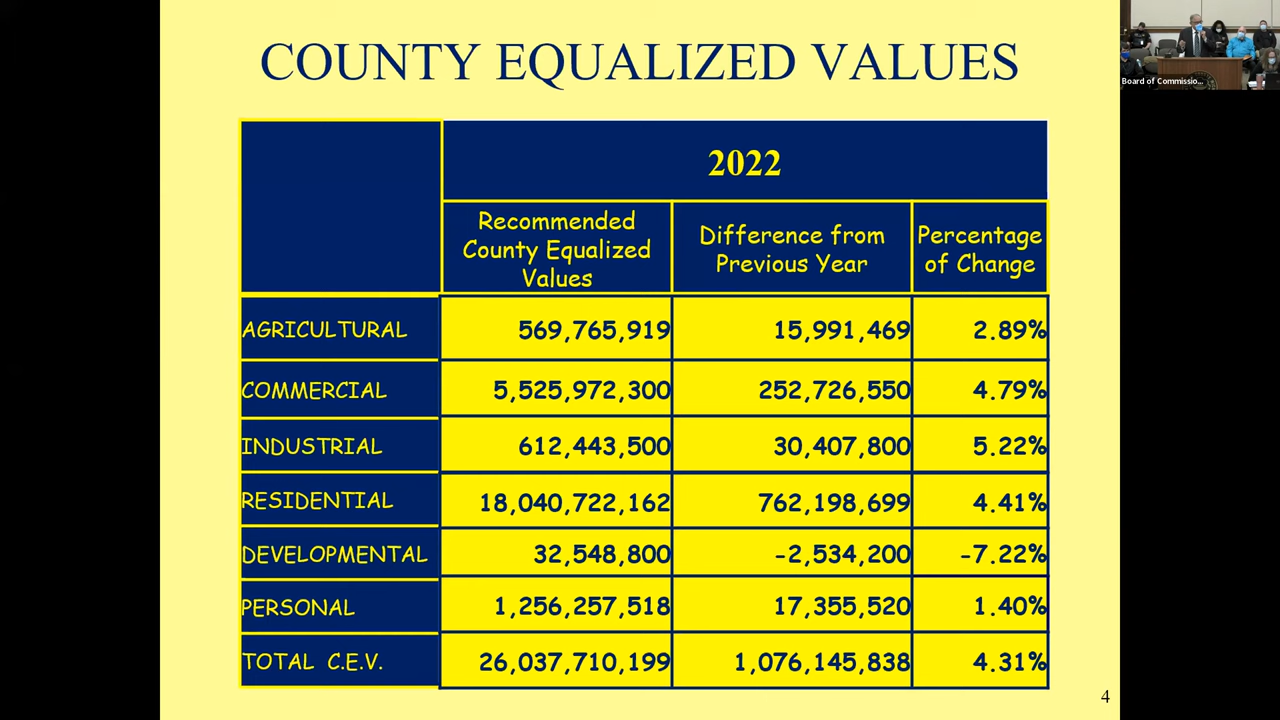 COUNTY EQUALIZED VALUES
Board of Commissio...
2022
Recommended
County Equalized
Values
Difference from
Previous Year
Percentage
of Change
AGRICULTURAL 569,765,919 15,991,469 2.89%
COMMERCIAL 5,525,972,300 252,726,550 4.79%
INDUSTRIAL 612,443,500 30,407,800 5.22%
RESIDENTIAL 18,040,722,162 762,198,699 4.41%
DEVELOPMENTAL 32,548,800 -2,534,200 -7.22%
PERSONAL 1,256,257,518 17,355,520 1.40%
TOTAL C.E.V. 26,037,710,199 1,076,145,838 4.31%
4